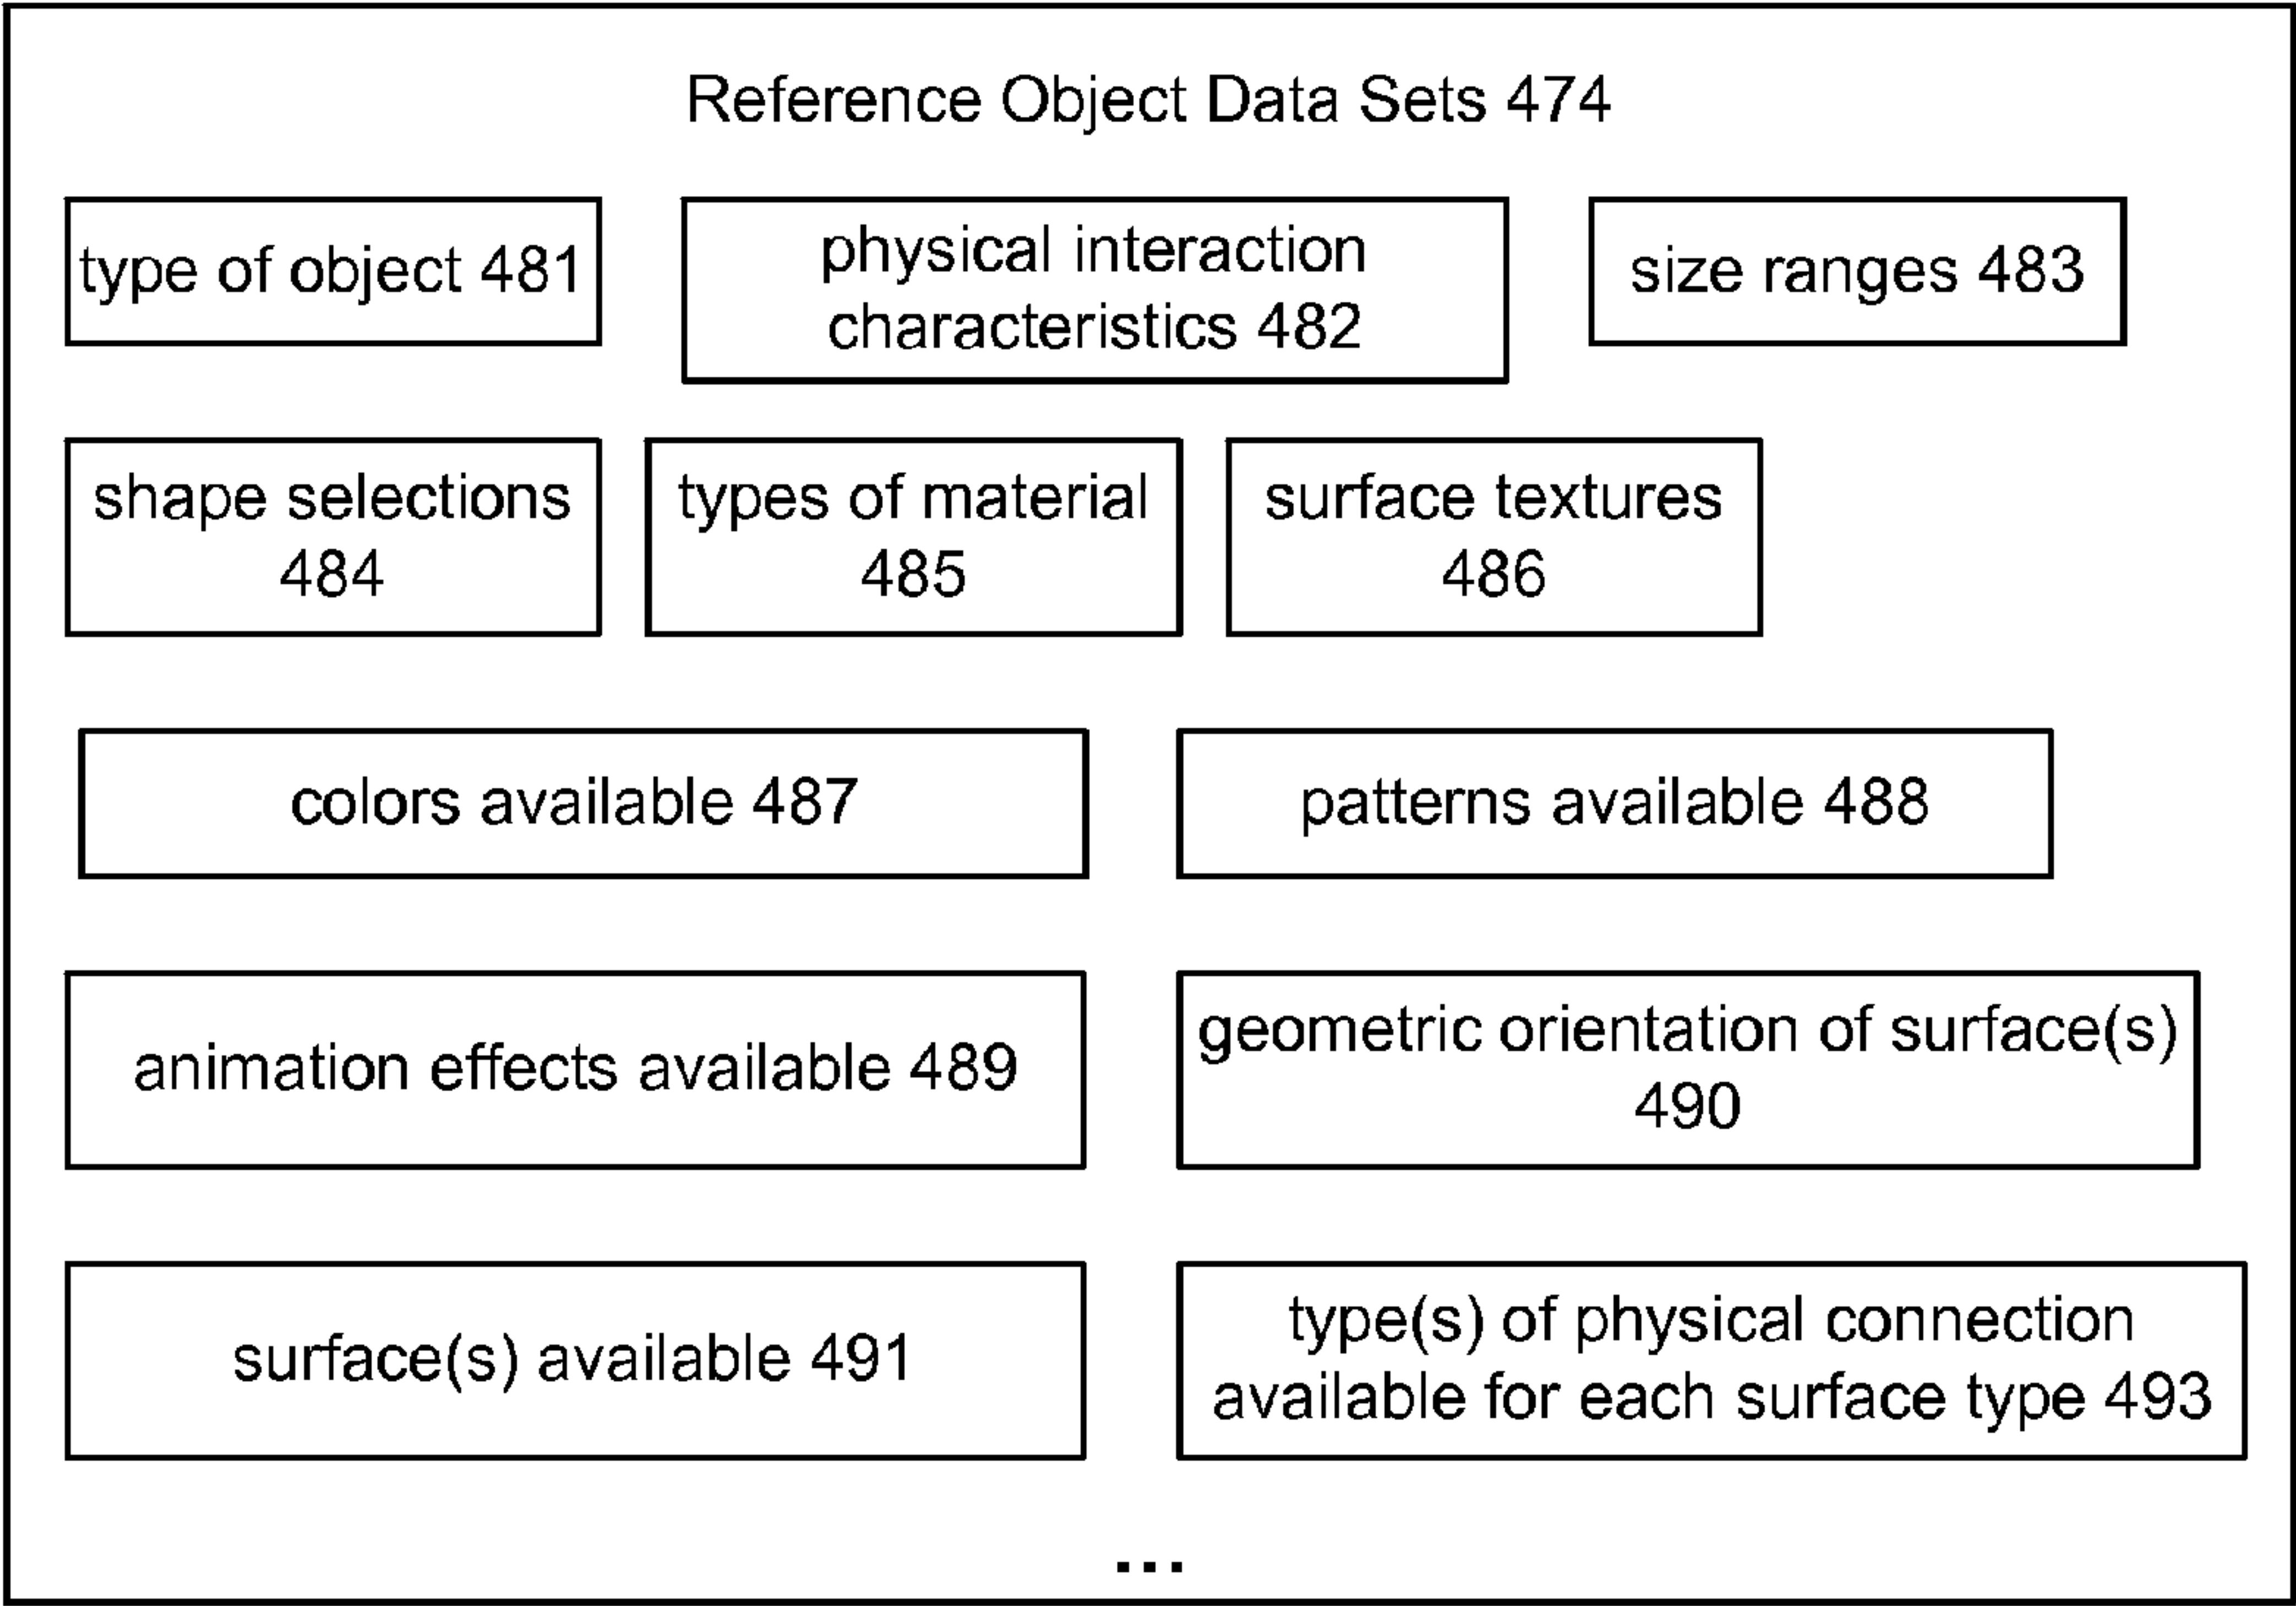 Reference Object Data Sets 474
type of object 481
physical interaction
characteristics 482
size ranges 483
shape selections
484
types of material
485
surface textures
486
colors available 487
patterns available 488
animation effects available 489
geometric orientation of surface(s)
490
surface(s) available 491
type(s) of physical connection
available for each surface type 493
...